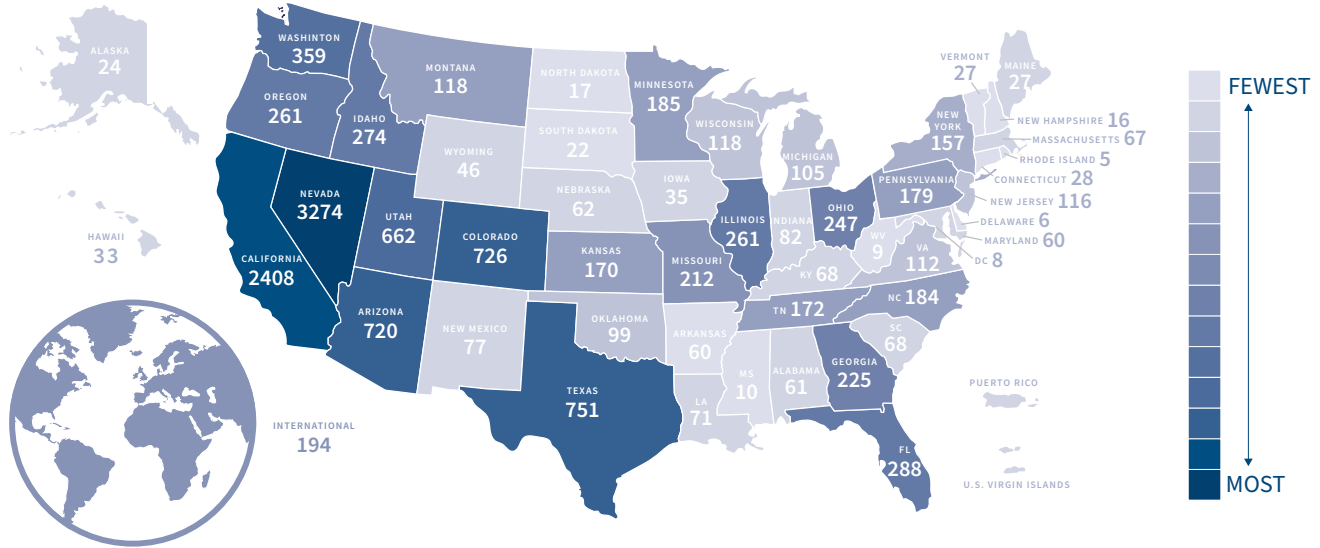 ALASKA
24
HAWAII
33
WASHINTON
359
OREGON
261
CALIFORNIA
2408
NEVADA
3274
IDAHO
274
MONTANA
118
WYOMING
46
UTAH
662
COLORADO
726
ARIZONA
720
NEW MEXICO
77
NORTH DAKOTA
17
SOUTH DAKOTA
22
NEBRASKA
62
KANSAS
170
OKLAHOMA
99
TEXAS
751
MINNESOTA
185
IOWA
35
MISSOURI
212
ARKANSAS
60
LA
71
WISCONSIN
118
ILLINOIS
261
MICHIGAN
105
INDIANA
82
OHIO
247
KY 68
TN 172
MS
10
ALABAMA
61
GEORGIA
225
FL
288
SC
68
NC 184
VA
112
WV
9
PENNSYLVANIA
179
NEW
YORK
157
VERMONT
27
MAINE
27
NEW HAMPSHIRE 16
MASSACHUSETTS 67
RHODE ISLAND 5
CONNECTICUT 28
NEW JERSEY 116
DELAWARE 6
MARYLAND 60
DC 8
PUERTO RICO
U.S. VIRGIN ISLANDS
INTERNATIONAL
194
FEWEST
MOST